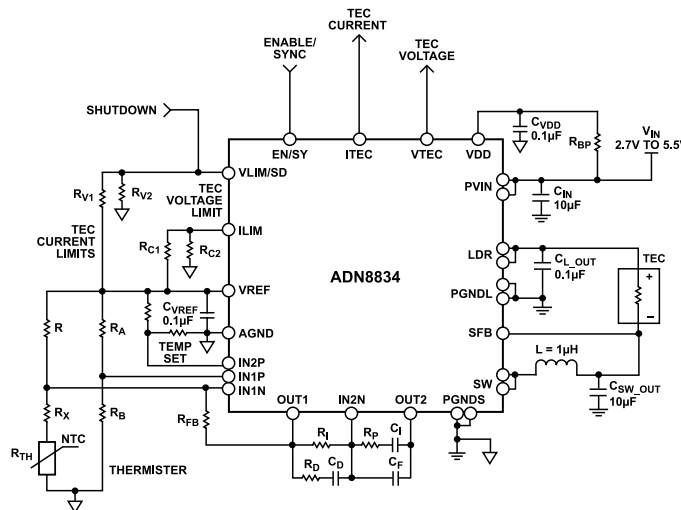 TEC
CURRENT
ENABLE/
SYNC
TEC
VOLTAGE
SHUTDOWN
CVDD
0.1µF
RBP
VIN
2.7V TO 5.5V
EN/SY
ITEC
VTEC
VDD
VLIM/SD
TEC
VOLTAGE
LIMIT
PVIN
RV1
RV2
CIN
10µF
TEC
CURRENT
LIMITS
ILIM
RC1
RC2
LDR
CL_OUT
0.1µF
TEC
+
–
ADN8834
VREF
PGNDL
R
RA
CVREF
0.1µF
AGND
SFB
TEMP
SET
IN2P
L = 1µH
IN1P
SW
IN1N
CSW_OUT
10µF
RX
RB
RFB
OUT1
IN2N
OUT2
PGNDS
RI
RP
CI
RTH
NTC
RD
CD
CF
THERMISTER